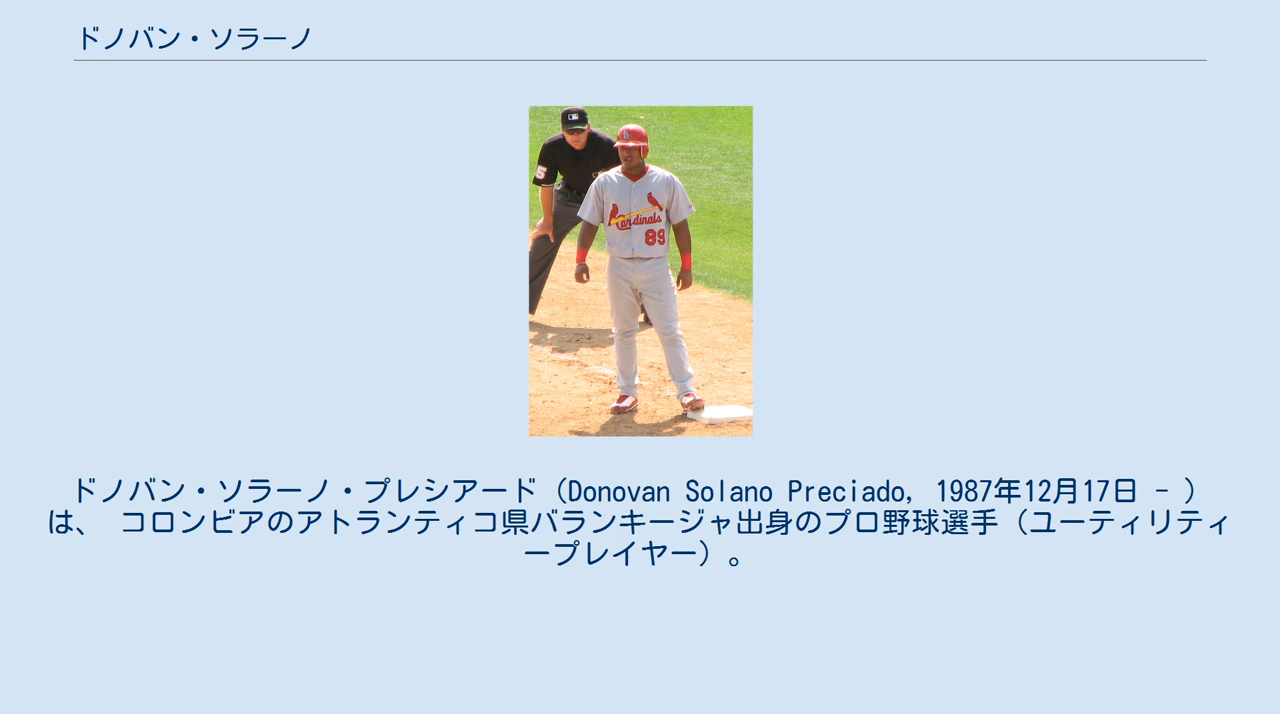 ドノバン・ソラーノ
Cardinals
89
ドノバン・ソラーノ・プレシアード（Donovan Solano Preciado, 1987年12月17日 - ）
は、 コロンビアのアトランティコ県バランキージャ出身のプロ野球選手（ユーティリティ
ープレイヤー）。